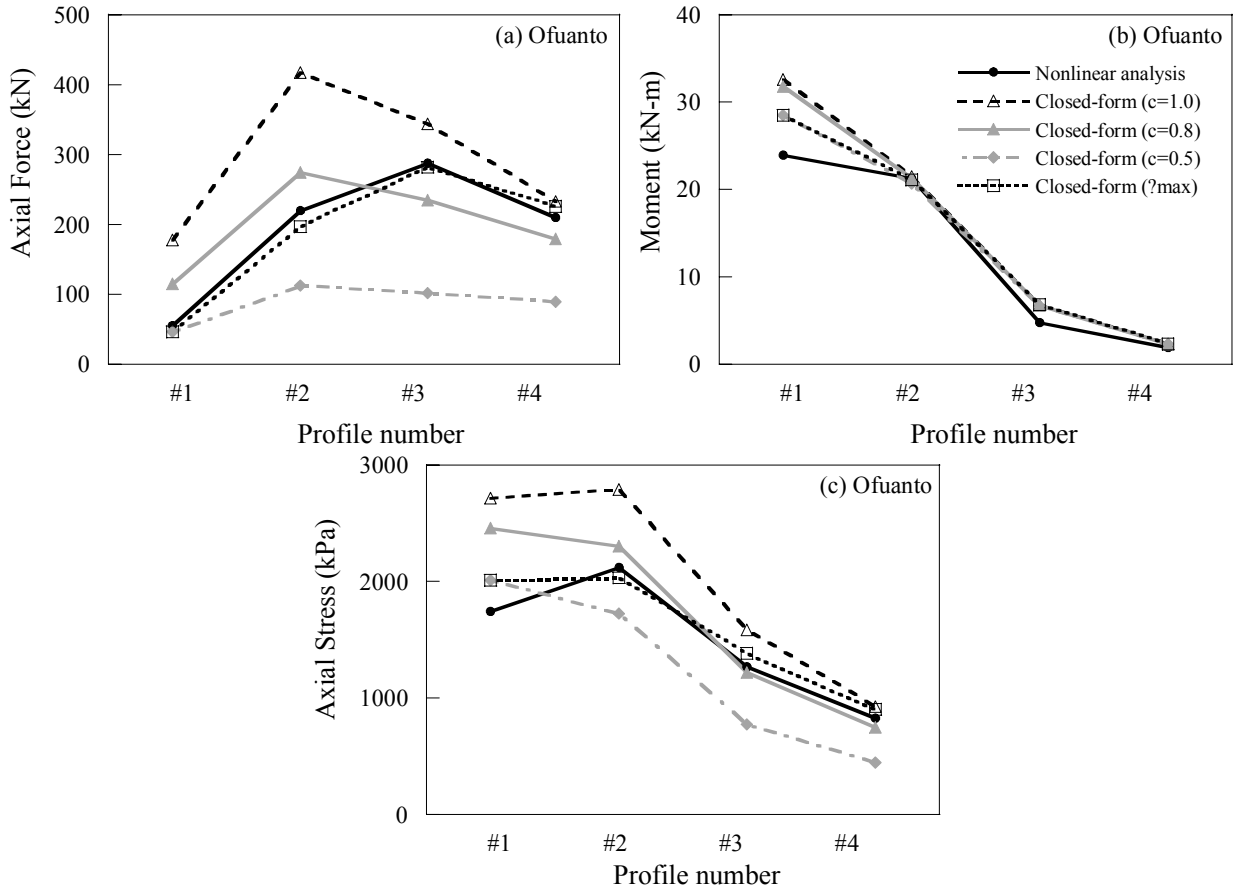 (a) Ofuanto
Axial Force (kN)
500
400
300
200
100
0
#1 #2 #3 #4
Profile number
(b) Ofuanto
Moment (kN-m)
40
30
20
10
0
Nonlinear analysis
Closed-form (c=1.0)
Closed-form (c=0.8)
Closed-form (c=0.5)
Closed-form (?max)
#1 #2 #3 #4
Profile number
(c) Ofuanto
Axial Stress (kPa)
3000
2000
1000
0
#1 #2 #3 #4
Profile number